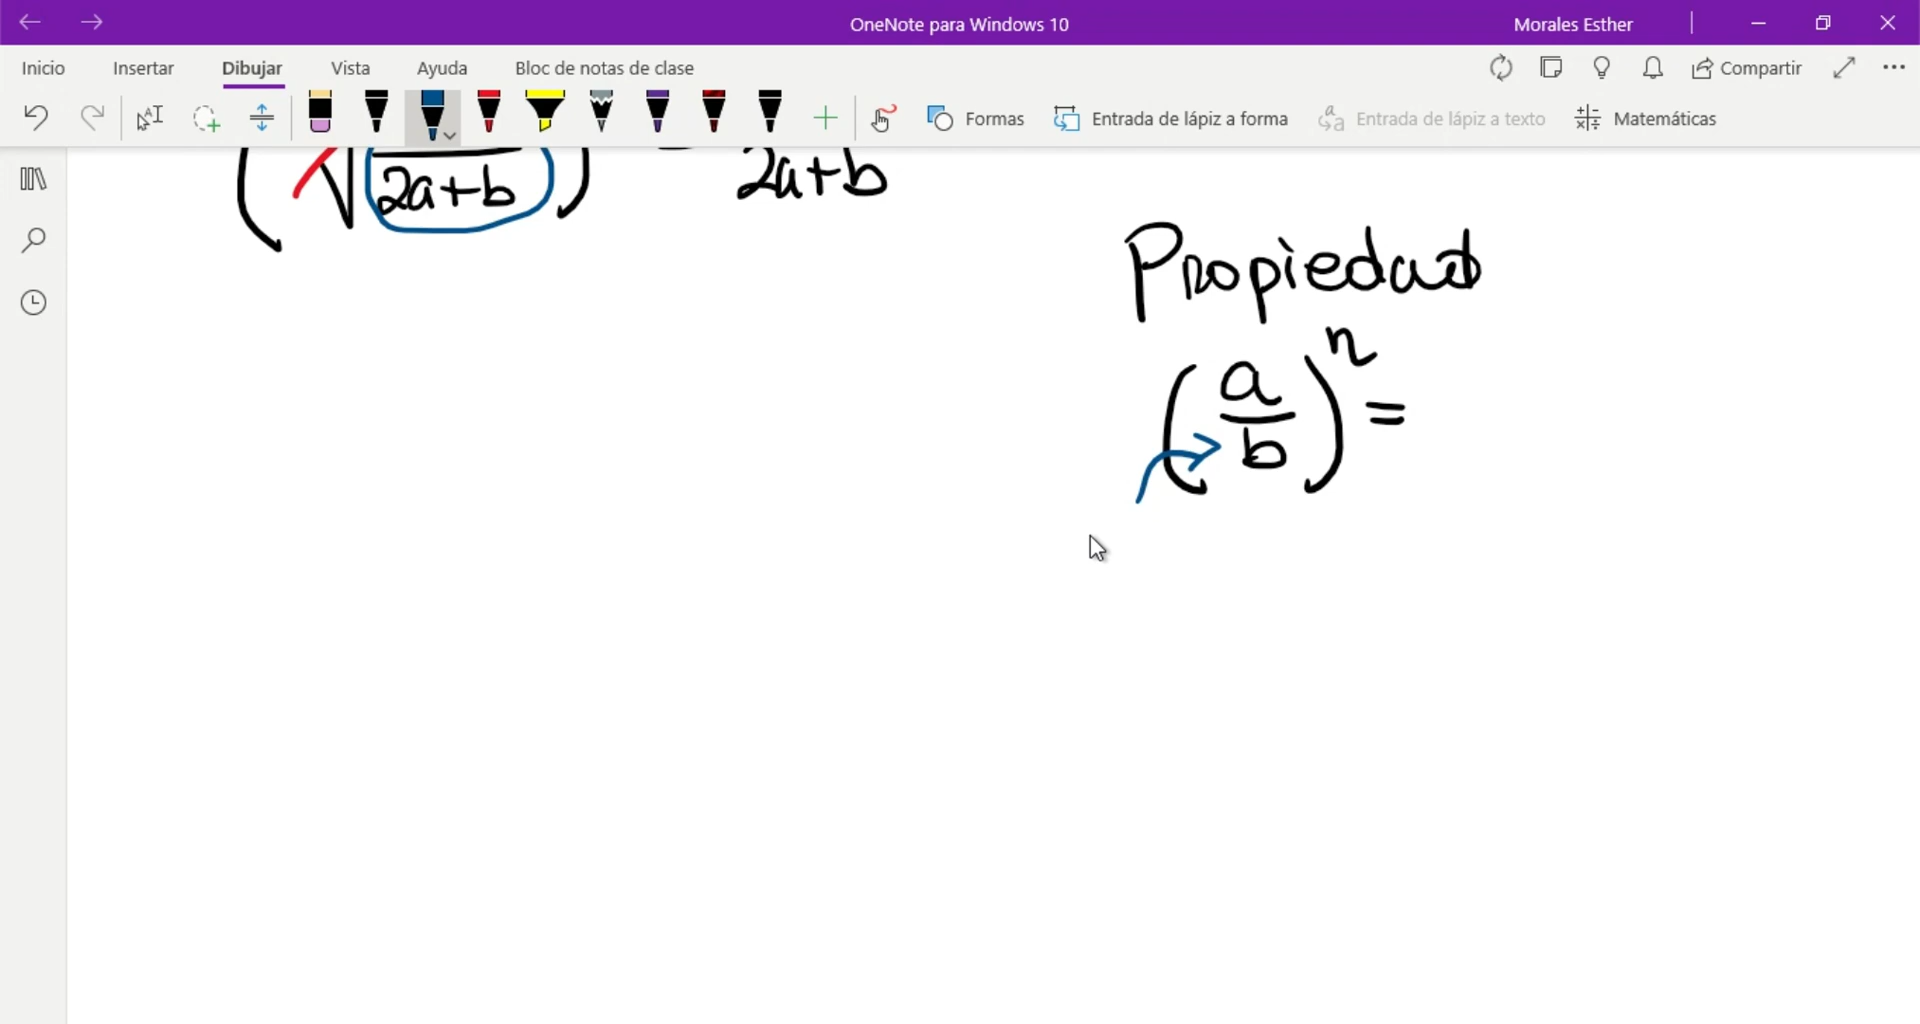 OneNote para Windows 10
Morales Esther
Inicio Insertar Dibujar Vista Ayuda Bloc de notas de clase
Compartir
Formas Entrada de lápiz a forma Entrada de lápiz a texto Matemáticas
2a+b
2a+b
Propiedad
(a/b)^n =